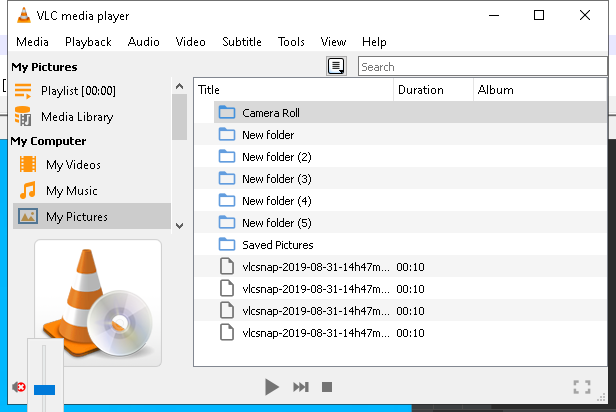 VLC media player
Media Playback Audio Video Subtitle Tools View Help
My Pictures
Search
Playlist [00:00]
Media Library
My Computer
My Videos
My Music
My Pictures
Title Duration Album
Camera Roll
New folder
New folder (2)
New folder (3)
New folder (4)
New folder (5)
Saved Pictures
vlcsnap-2019-08-31-14h47m... 00:10
vlcsnap-2019-08-31-14h47m... 00:10
vlcsnap-2019-08-31-14h47m... 00:10
vlcsnap-2019-08-31-14h47m... 00:10